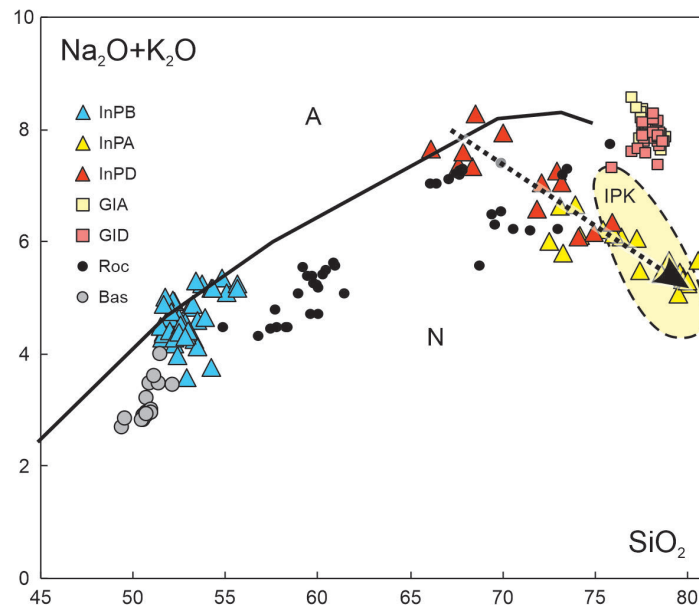 10
Na₂O+K₂O
A
InPB
InPA
InPD
GIA
GID
Roc
Bas
8
6
4
2
0
IPK
N
SiO₂
45 50 55 60 65 70 75 80